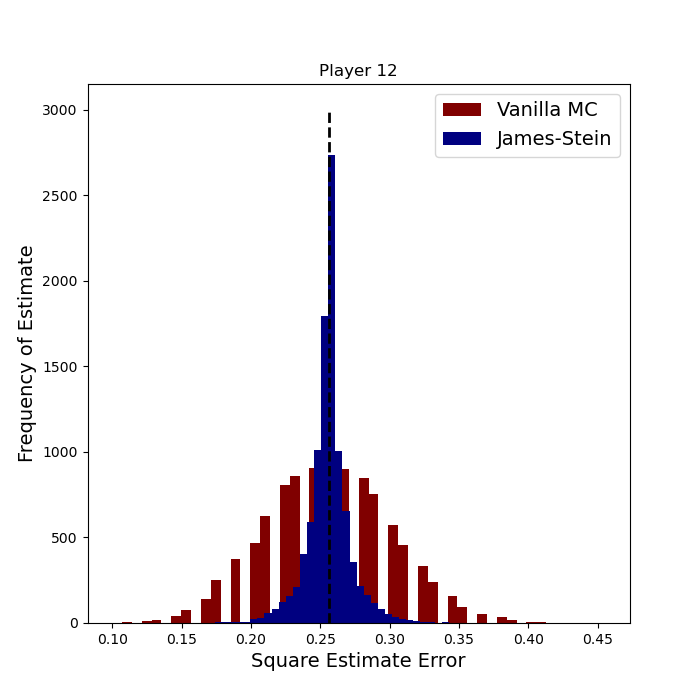 Player 12
Vanilla MC
James-Stein
Frequency of Estimate
3000
2500
2000
1500
1000
500
0
0.10 0.15 0.20 0.25 0.30 0.35 0.40 0.45
Square Estimate Error